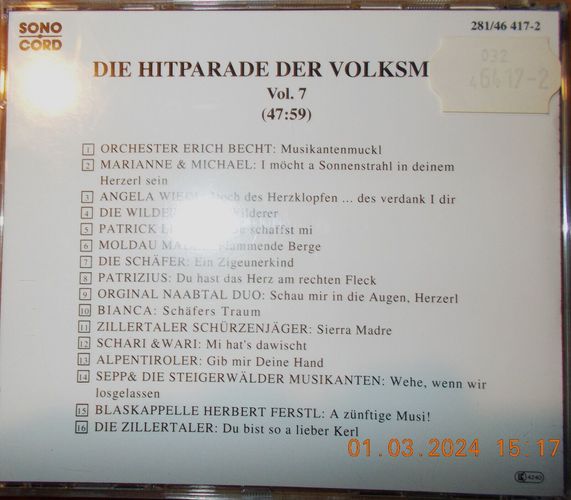 SONO
CORD
281/46 417-2
032
46417-2
DIE HITPARADE DER VOLKSM
Vol. 7
(47:59)
1 ORCHESTER ERICH BECHT: Musikantenmuckl
2 MARIANNE & MICHAEL: I möcht a Sonnenstrahl in deinem
Herzerl sein
3 ANGELA des Herzklopfen ... des verdank I dir
4 DIE
5 PATRICK schaffst mi
6 MOLDAU Flammende Berge
7 DIE SCHÄFER: Ein Zigeunerkind
8 PATRIZIUS: Du hast das Herz am rechten Fleck
9 ORGINAL NAABTAL DUO: Schau mir in die Augen, Herzerl
10 BIANCA: Schäfers Traum
11 ZILLERTALER SCHÜRZENJÄGER: Sierra Madre
12 SCHARI &WARI: Mi hat's dawischt
13 ALPENTIROLER: Gib mir Deine Hand
14 SEPP& DIE STEIGERWÄLDER MUSIKANTEN: Wehe, wenn wir
losgelassen
15 BLASKAPPELLE HERBERT FERSTL: A zünftige Musi!
16 DIE ZILLERTALER: Du bist so a lieber Kerl
01.03.2024 15:17